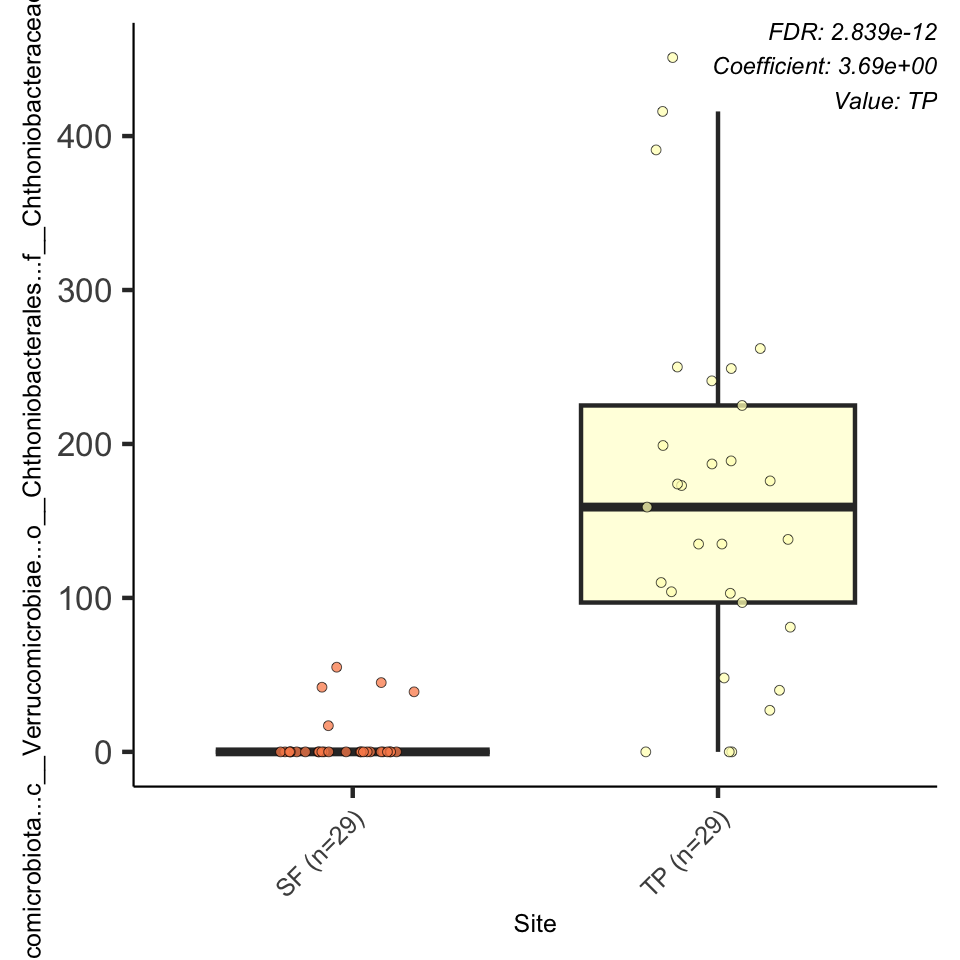 FDR: 2.839e-12
Coefficient: 3.69e+00
Value: TP
comicrobiota...c__Verrucomicrobiae...o__Chthoniobacterales...f__Chthoniobacteraceae
400
300
200
100
0
SF (n=29)
TP (n=29)
Site